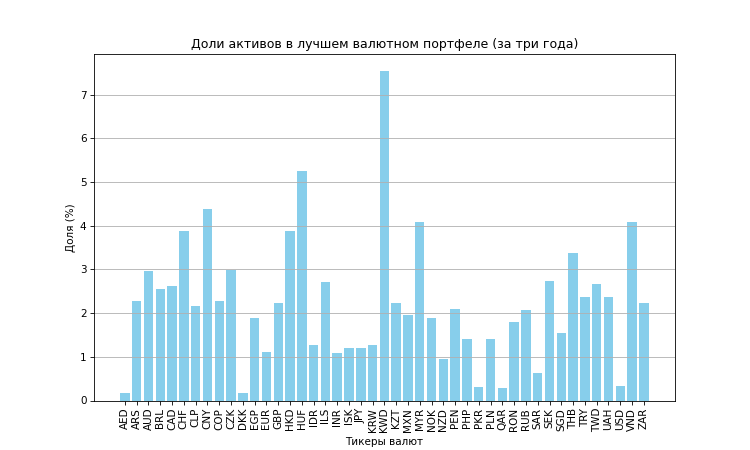 Доли активов в лучшем валютном портфеле (за три года)
Доля (%)
7
6
5
4
3
2
1
0
AED ARS AUD BRL CAD CHF CLP CNY COP CZK DKK EGP EUR GBP HKD HUF IDR ILS INR ISK JPY KRW KWD KZT MXN MYR NOK NZD PEN PHP PKR PLN QAR RON RUB SAR SEK SGD THB TRY TWD UAH USD VND ZAR
Тикеры валют